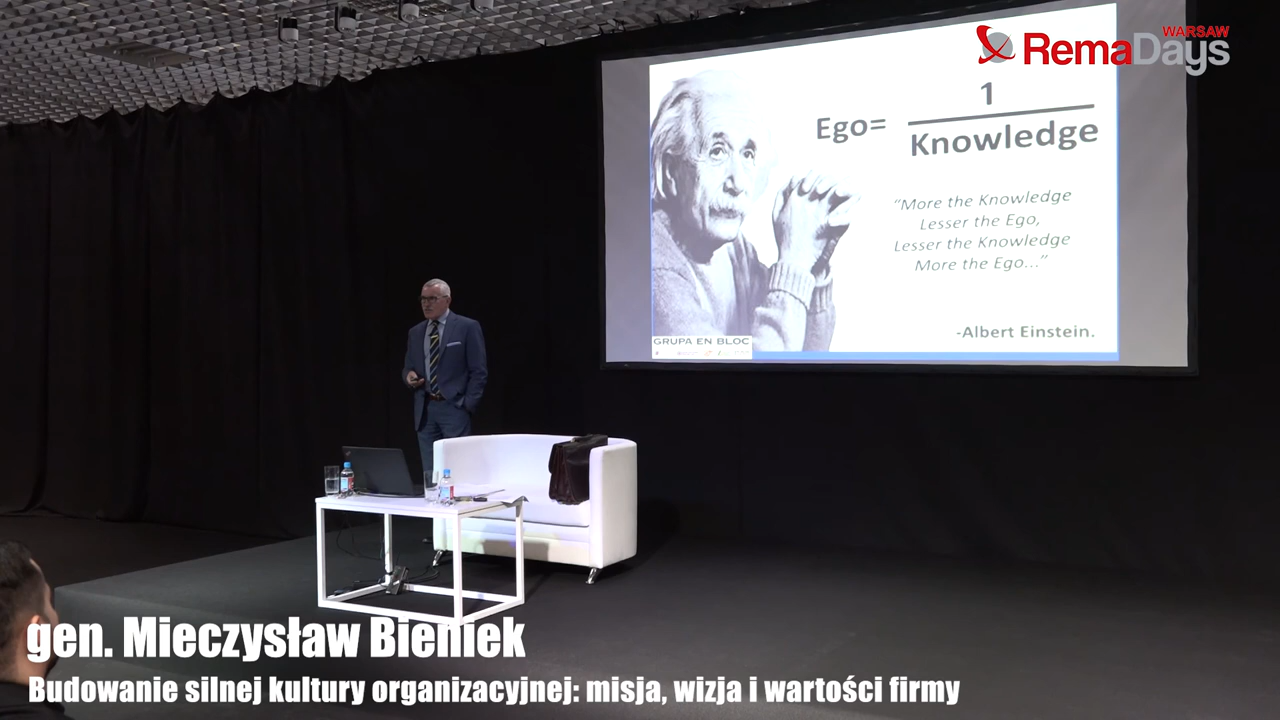 WARSAW
RemaDays
Ego=
1
Knowledge
“More the Knowledge
Lesser the Ego,
Lesser the Knowledge
More the Ego...”
-Albert Einstein.
GRUPA EN BLOC
gen. Mieczysław Bieniek
Budowanie silnej kultury organizacyjnej: misja, wizja i wartości firmy